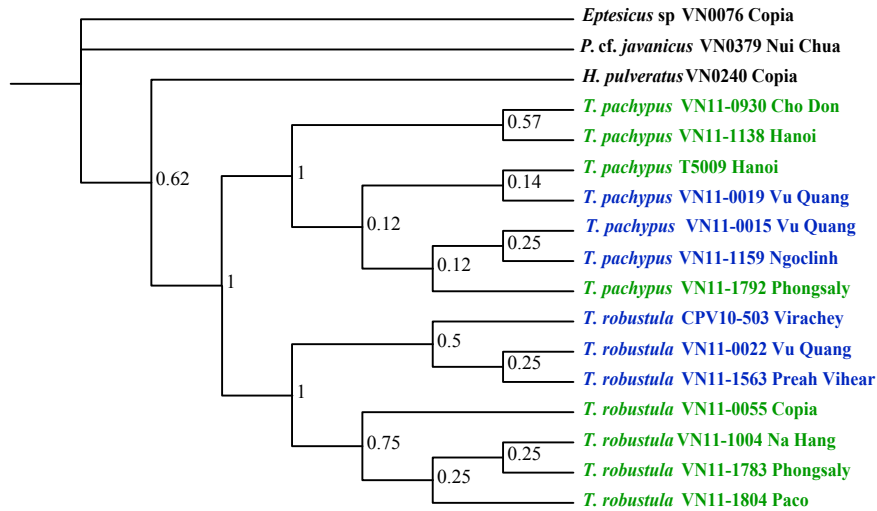 Eptesicus sp VN0076 Copia
P. cf. javanicus VN0379 Nui Chua
H. pulveratus VN0240 Copia
T. pachypus VN11-0930 Cho Don
0.57
T. pachypus VN11-1138 Hanoi
T. pachypus T5009 Hanoi
1
0.62
0.14
T. pachypus VN11-0019 Vu Quang
0.12
T. pachypus VN11-0015 Vu Quang
0.25
T. pachypus VN11-1159 Ngoclinh
0.12
1
T. pachypus VN11-1792 Phongsaly
T. robustula CPV10-503 Virachey
0.5
T. robustula VN11-0022 Vu Quang
0.25
T. robustula VN11-1563 Preah Vihear
1
T. robustula VN11-0055 Copia
0.75
T. robustula VN11-1004 Na Hang
0.25
T. robustula VN11-1783 Phongsaly
0.25
T. robustula VN11-1804 Paco